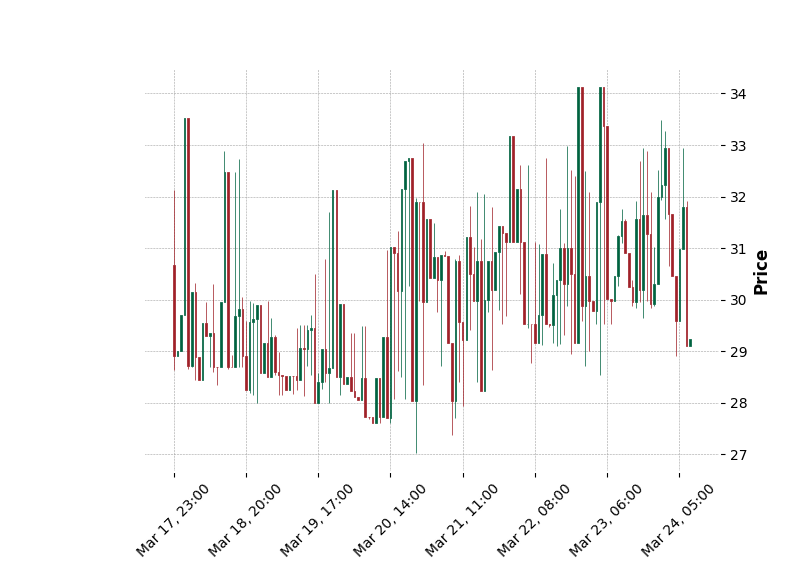 34
33
32
31
30
29
28
27
Price
Mar 17, 23:00
Mar 18, 20:00
Mar 19, 17:00
Mar 20, 14:00
Mar 21, 11:00
Mar 22, 08:00
Mar 23, 06:00
Mar 24, 05:00